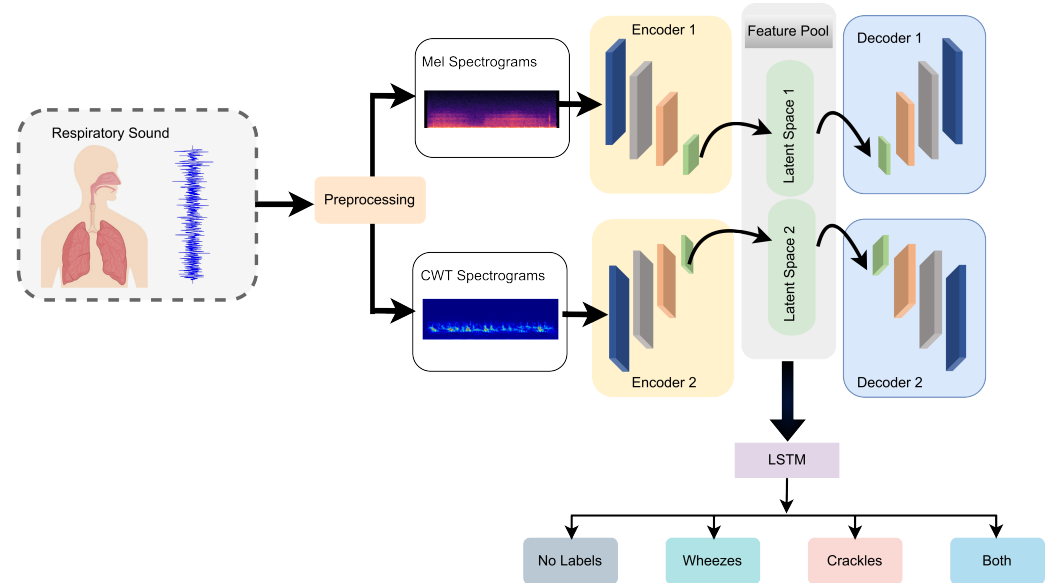 Respiratory Sound
Preprocessing
Mel Spectrograms
CWT Spectrograms
Encoder 1
Encoder 2
Feature Pool
Latent Space 1
Latent Space 2
Decoder 1
Decoder 2
LSTM
No Labels
Wheezes
Crackles
Both